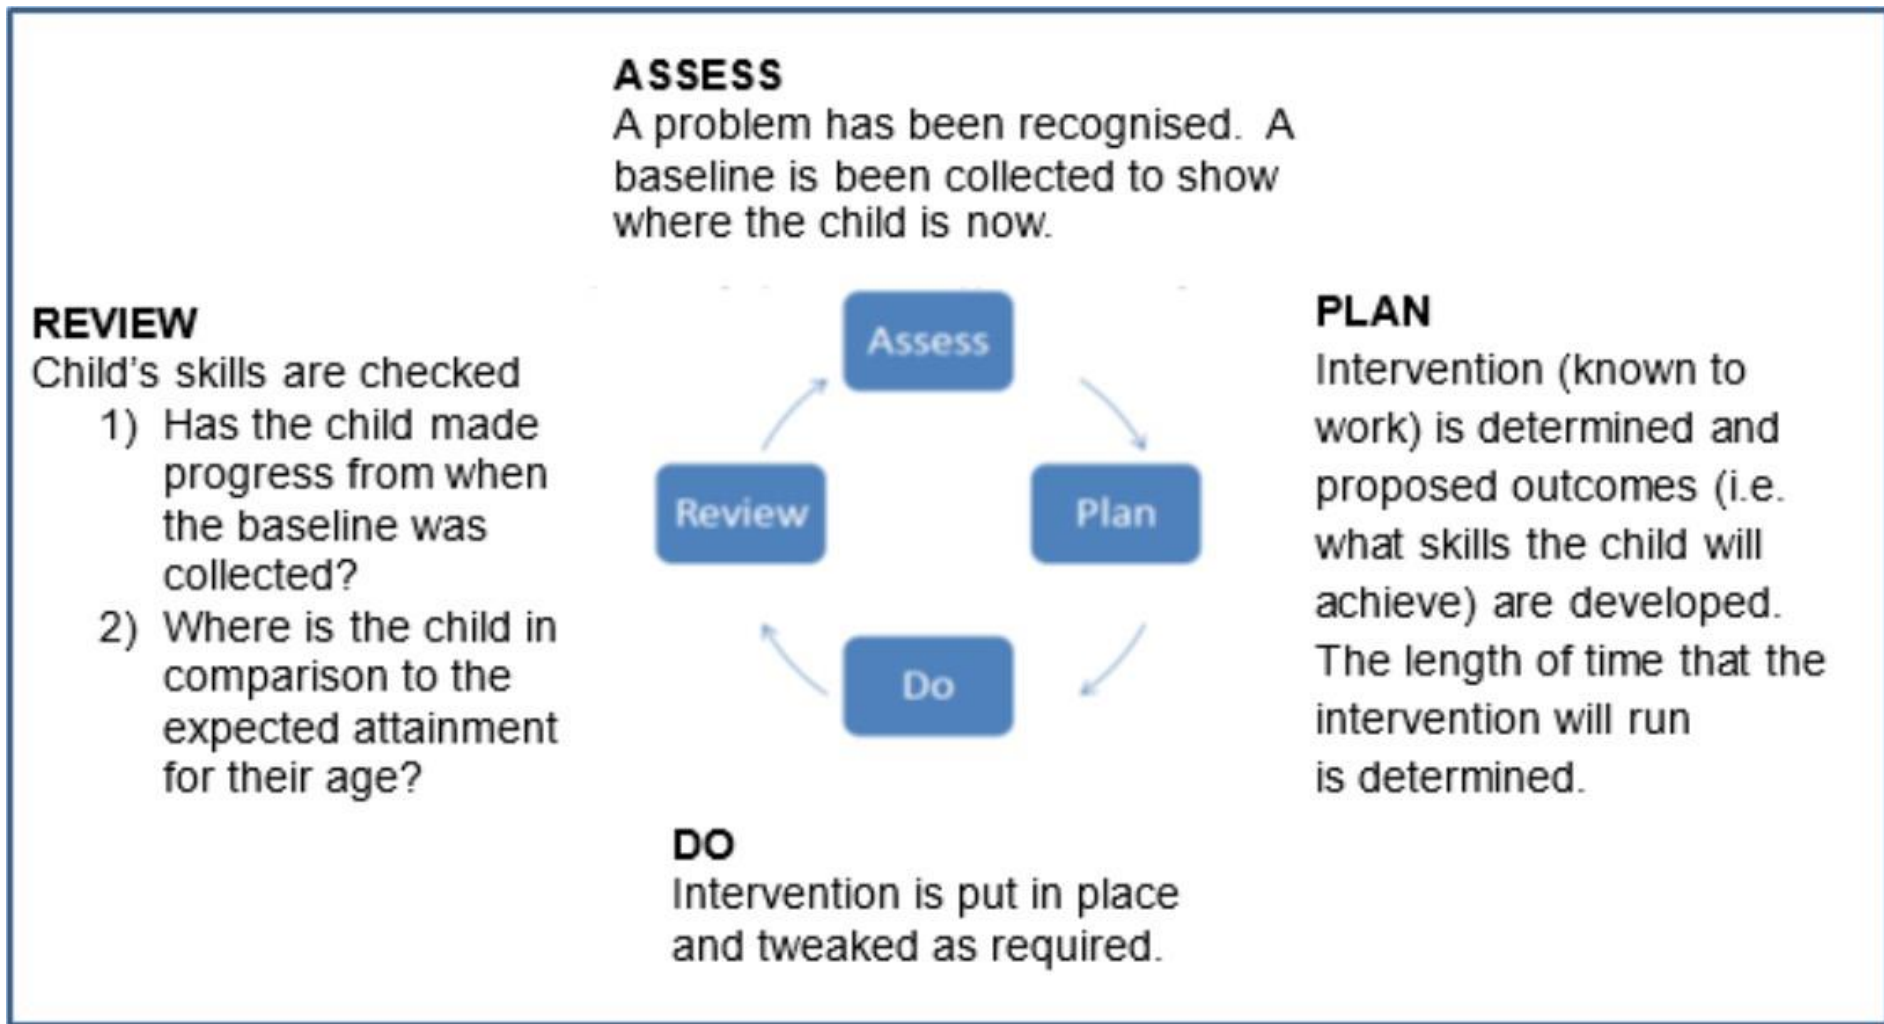 ASSESS
A problem has been recognised.  A
baseline is been collected to show
where the child is now.
REVIEW
Child's skills are checked
1) Has the child made
progress from when
the baseline was
collected?
2) Where is the child in
comparison to the
expected attainment
for their age?
Assess
Review
Plan
Do
PLAN
Intervention (known to
work) is determined and
proposed outcomes (i.e.
what skills the child will
achieve) are developed.
The length of time that the
intervention will run
is determined.
DO
Intervention is put in place
and tweaked as required.